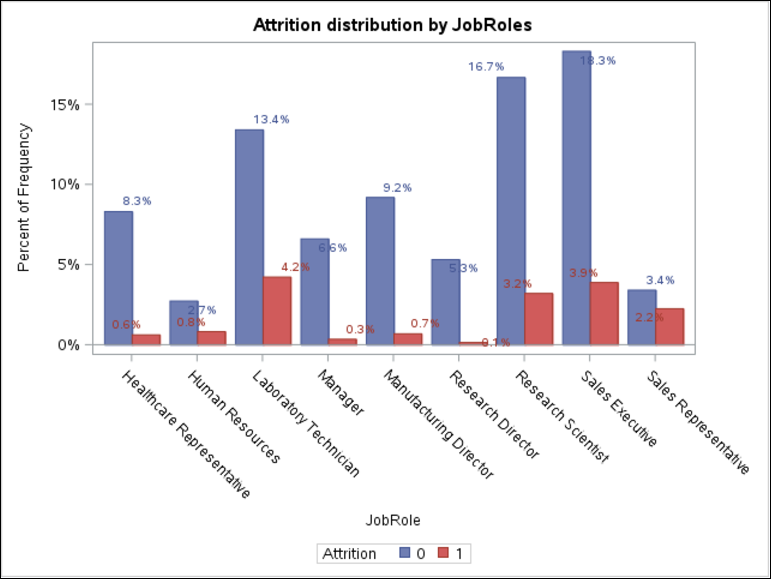 Attrition distribution by JobRoles
Percent of Frequency
15%
10%
5%
0%
8.3%
0.6%
2.7%
0.8%
13.4%
4.2%
6.6%
0.3%
9.2%
0.7%
5.3%
0.1%
16.7%
3.2%
18.3%
3.9%
3.4%
2.2%
Healthcare Representative
Human Resources
Laboratory Technician
Manager
Manufacturing Director
Research Director
Research Scientist
Sales Executive
Sales Representative
JobRole
Attrition 0 1